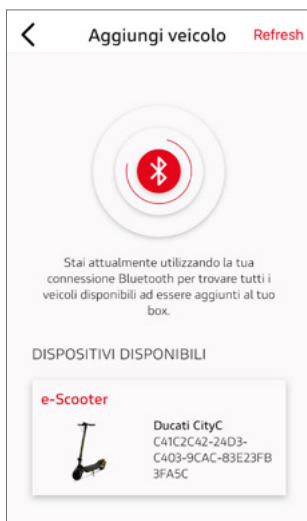 Aggiungi veicolo Refresh
Stai attualmente utilizzando la tua
connessione Bluetooth per trovare tutti i
veicoli disponibili ad essere aggiunti al tuo
box.
DISPOSITIVI DISPONIBILI
e-Scooter
Ducati CityC
C41C2C42-24D3-
C403-9CAC-83E23FB
3FA5C